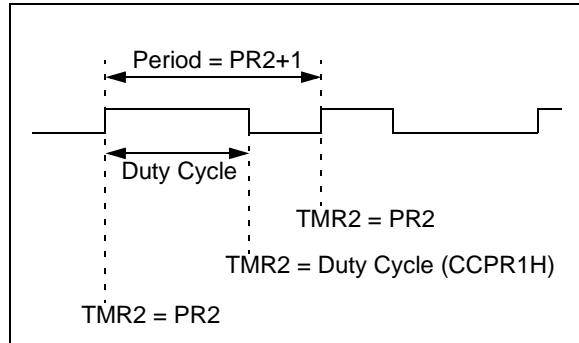 Period = PR2+1
Duty Cycle
TMR2 = PR2
TMR2 = Duty Cycle (CCPR1H)
TMR2 = PR2